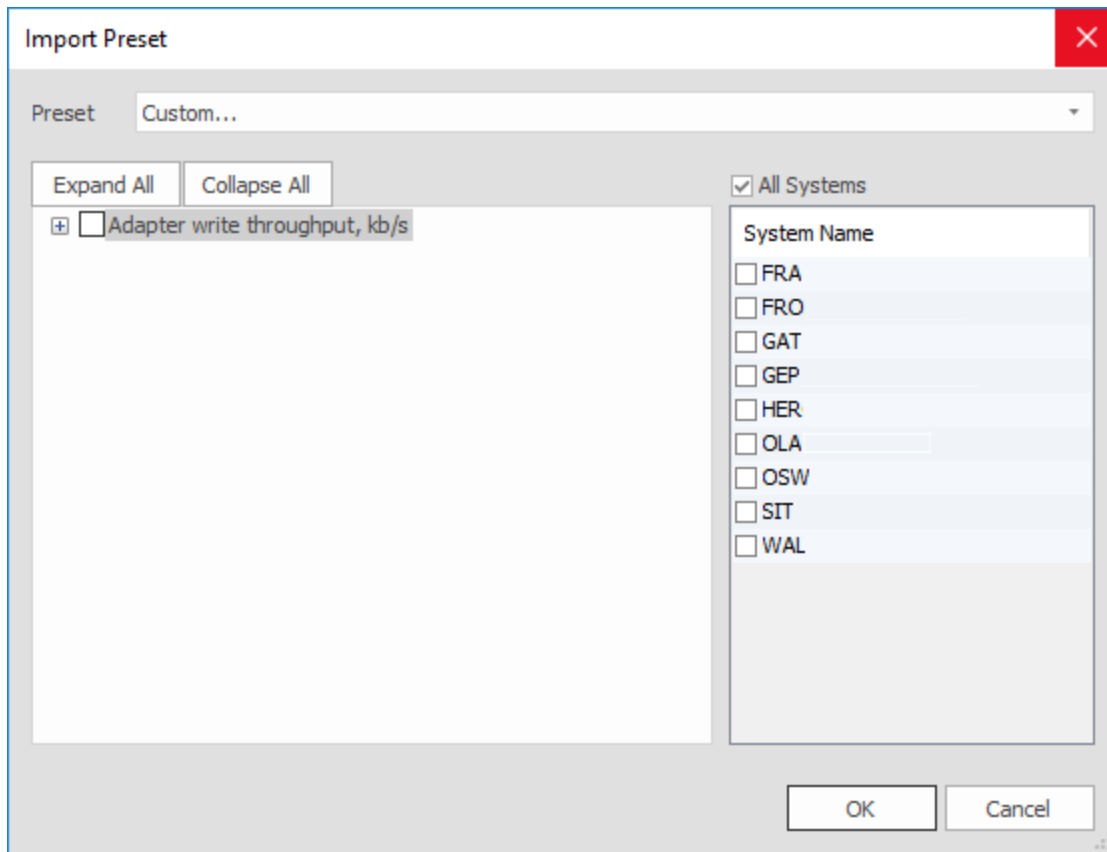 Import Preset
Preset Custom...
Expand All Collapse All
All Systems
Adapter write throughput, kb/s
System Name
FRA
FRO
GAT
GEP
HER
OLA
OSW
SIT
WAL
OK Cancel